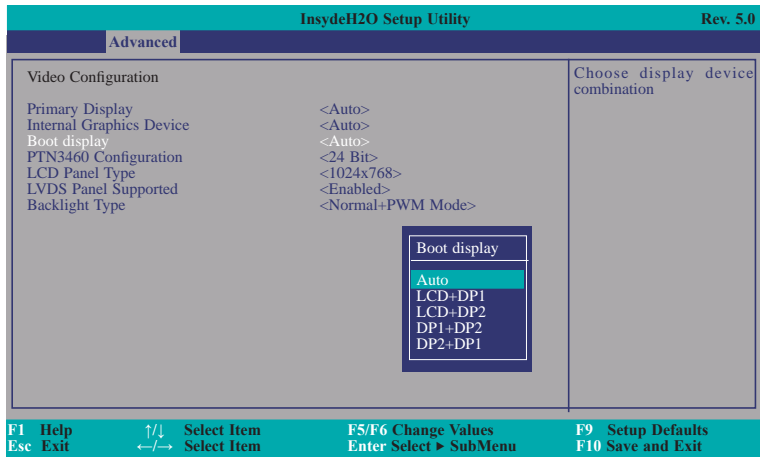 InsydeH2O Setup Utility Rev. 5.0
Advanced
Video Configuration
Primary Display <Auto>
Internal Graphics Device <Auto>
Boot display <Auto>
PTN3460 Configuration <24 Bit>
LCD Panel Type <1024x768>
LVDS Panel Supported <Enabled>
Backlight Type <Normal+PWM Mode>
Choose display device
combination
Boot display
Auto
LCD+DP1
LCD+DP2
DP1+DP2
DP2+DP1
F1 Help ↑/↓ Select Item F5/F6 Change Values F9 Setup Defaults
Esc Exit ←/→ Select Item Enter Select ► SubMenu F10 Save and Exit